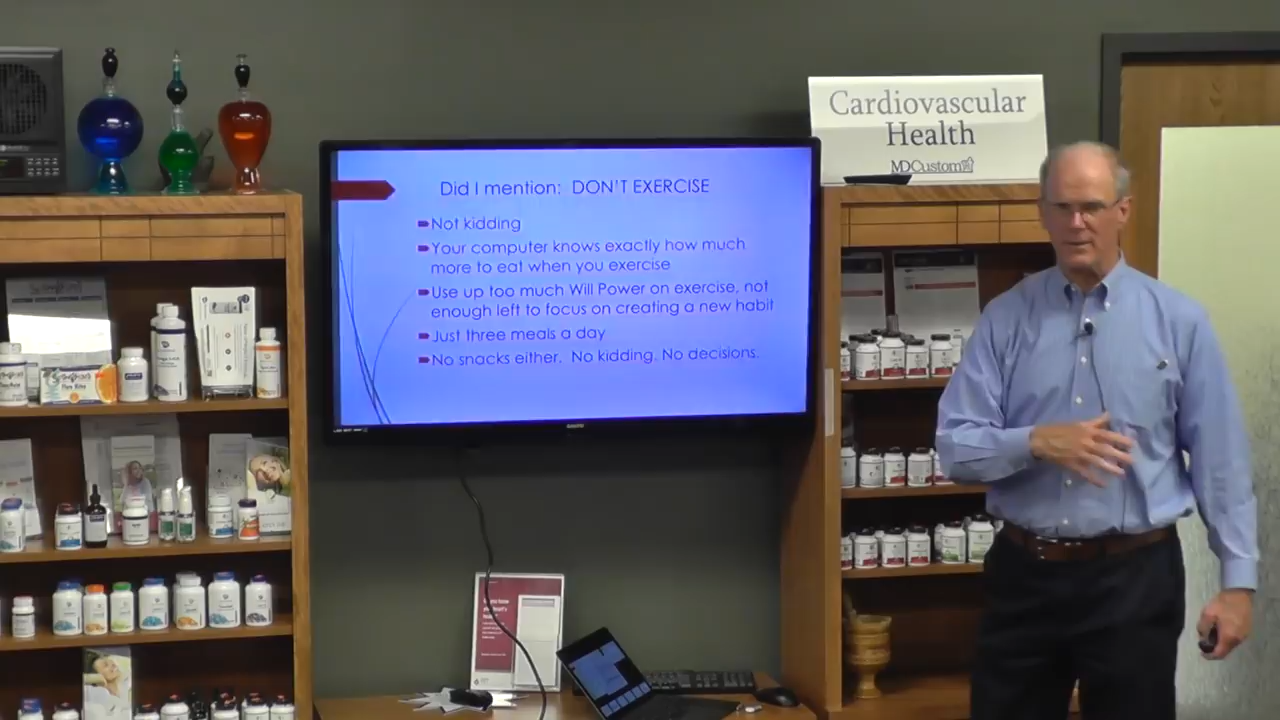 Cardiovascular
Health
MDCustomRx
Did I mention: DON'T EXERCISE
Not kidding
Your computer knows exactly how much
more to eat when you exercise
Use up too much Will Power on exercise, not
enough left to focus on creating a new habit
Just three meals a day
No snacks either. No kidding. No decisions.